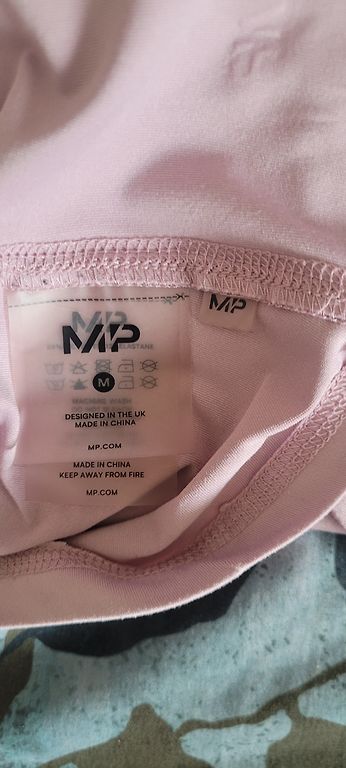 MP
MP
ELASTANE
M
MACHINE WASH
DESIGNED IN THE UK
MADE IN CHINA
MP.COM
MADE IN CHINA
KEEP AWAY FROM FIRE
MP.COM